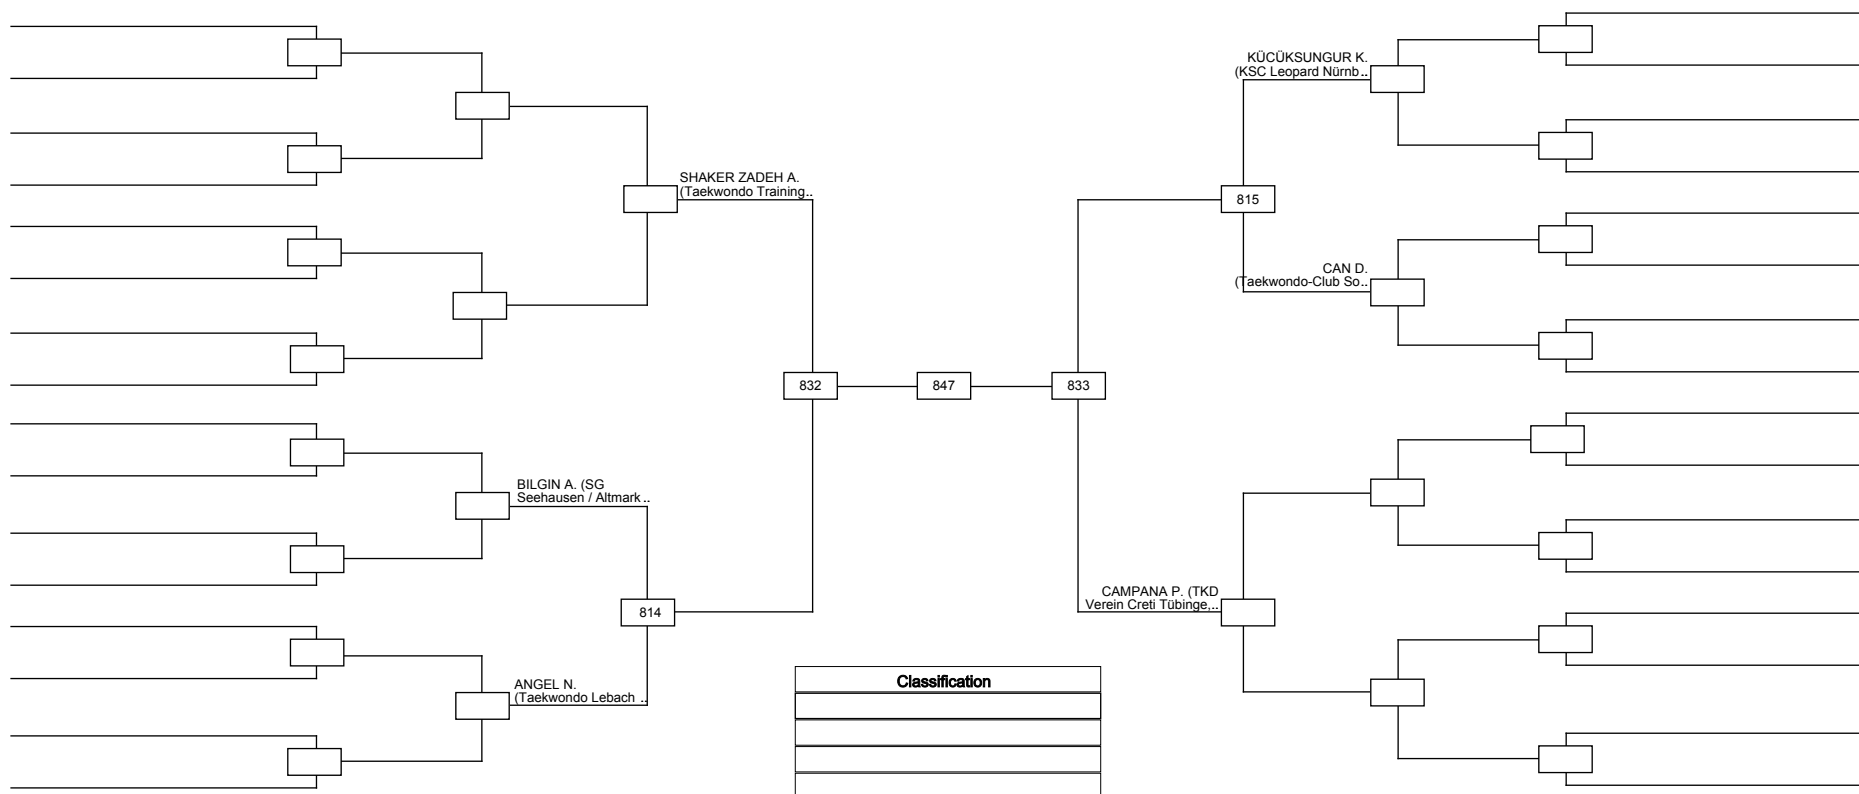 KÜCÜKSUNGUR K.
(KSC Leopard Nürnb..
SHAKER ZADEH A.
(Taekwondo Training..
815
CAN D.
(Taekwondo-Club So..
832
847
833
BILGIN A. (SG
Seehausen / Altmark ..
CAMPANA P. (TKD
Verein Creti Tübinge,..
814
ANGEL N.
(Taekwondo Lebach ..
Classification